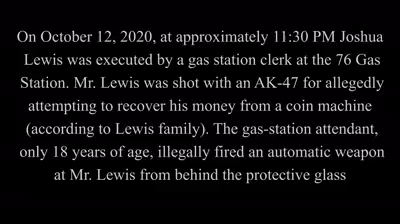 On October 12, 2020, at approximately 11:30 PM Joshua
Lewis was executed by a gas station clerk at the 76 Gas
Station. Mr. Lewis was shot with an AK-47 for allegedly
attempting to recover his money from a coin machine
(according to Lewis family). The gas-station attendant,
only 18 years of age, illegally fired an automatic weapon
at Mr. Lewis from behind the protective glass